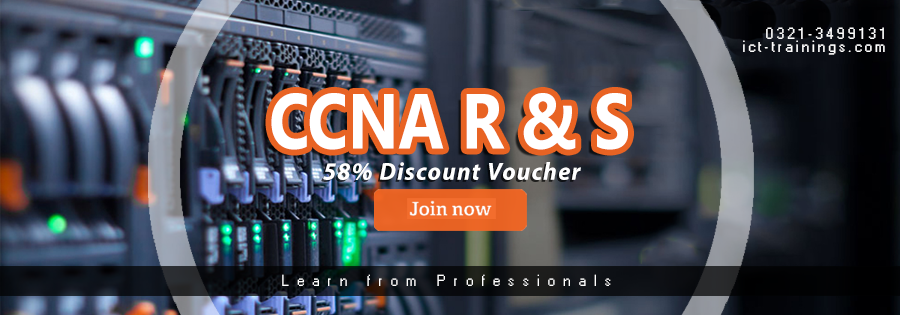 0321-3499131
ict-trainings.com
CCNA R & S
58% Discount Voucher
Join now
Learn from Professionals